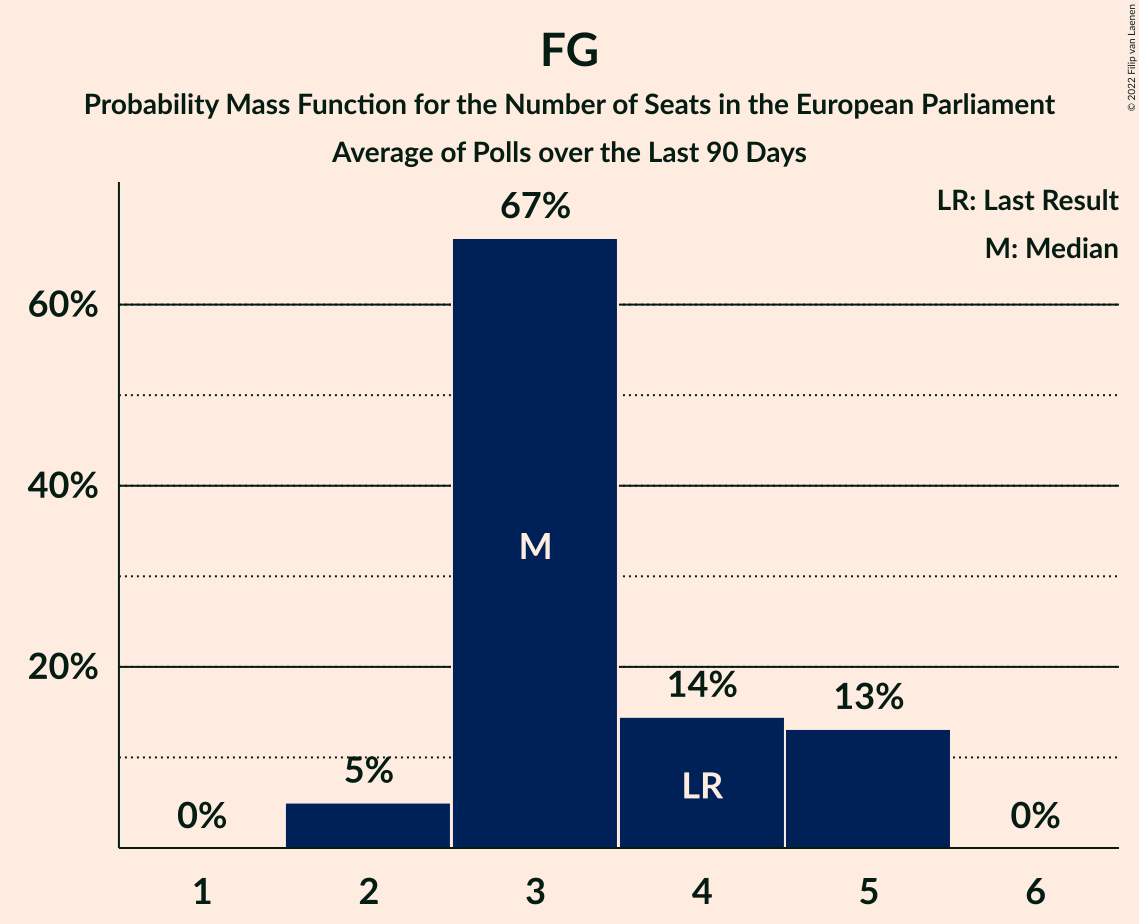 FG
Probability Mass Function for the Number of Seats in the European Parliament
Average of Polls over the Last 90 Days
© 2022 Filip van Laenen
LR: Last Result
M: Median
67%
60%
M
40%
20%
14%
13%
5%
LR
0%
0%
1 2 3 4 5 6